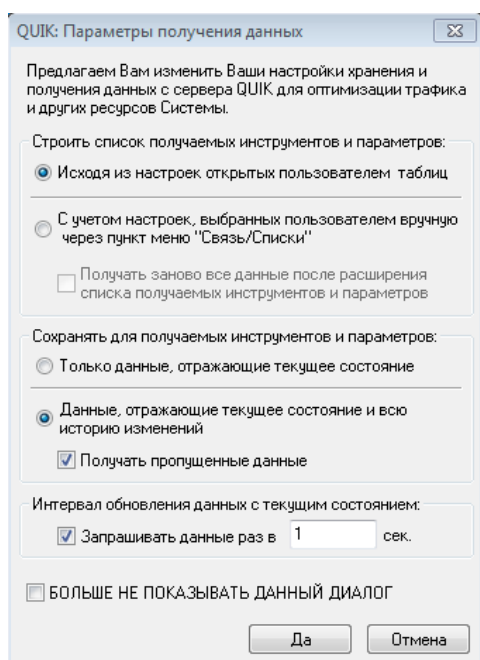 QUIK: Параметры получения данных
Предлагаем Вам изменить Ваши настройки хранения и
получения данных с сервера QUIK для оптимизации трафика
и других ресурсов Системы.
Строить список получаемых инструментов и параметров:
Исходя из настроек открытых пользователем таблиц
С учетом настроек, выбранных пользователем вручную
через пункт меню "Связь/Списки"
Получать заново все данные после расширения
списка получаемых инструментов и параметров
Сохранять для получаемых инструментов и параметров:
Только данные, отражающие текущее состояние
Данные, отражающие текущее состояние и всю
историю изменений
Получать пропущенные данные
Интервал обновления данных с текущим состоянием:
Запрашивать данные раз в 1 сек.
БОЛЬШЕ НЕ ПОКАЗЫВАТЬ ДАННЫЙ ДИАЛОГ
Да Отмена